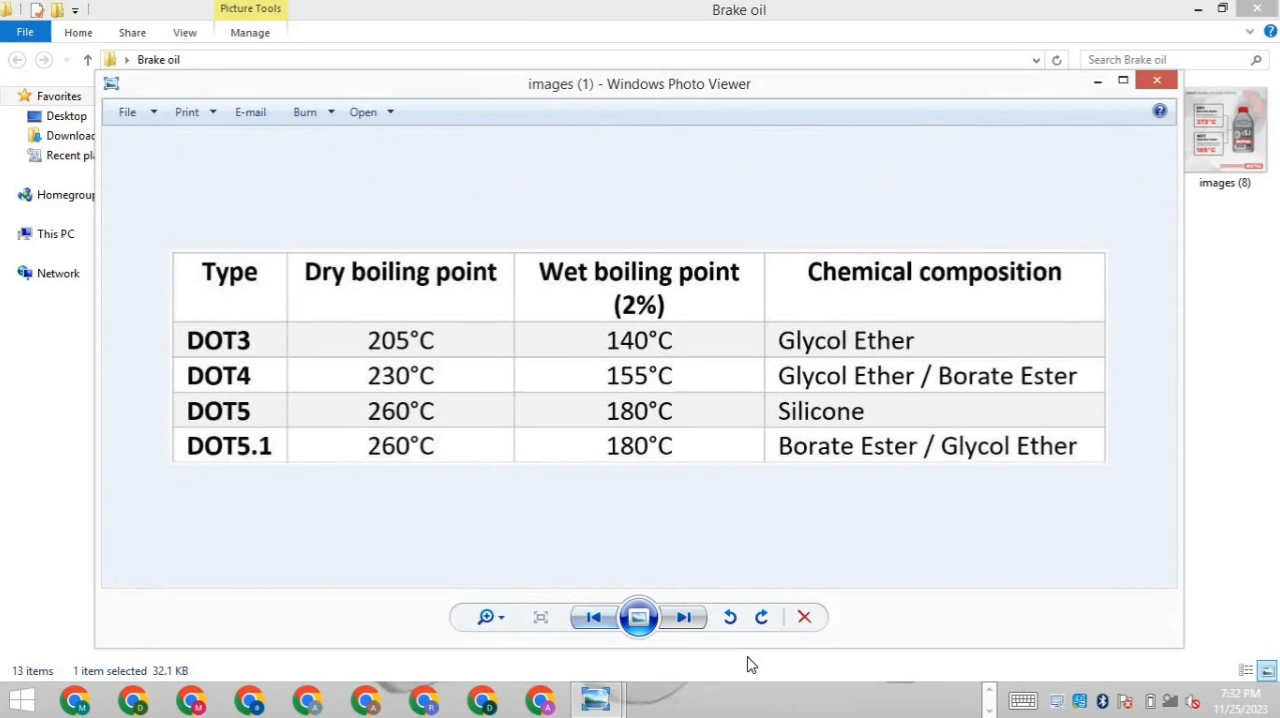 Picture Tools
Brake oil
File Home Share View Manage
Brake oil
Search Brake oil
images (1) - Windows Photo Viewer
File Print E-mail Burn Open
Favorites
Desktop
Downloac
Recent pl
Homegroup
This PC
Network
273°C
images (8)
Type Dry boiling point Wet boiling point (2%) Chemical composition
DOT3 205°C 140°C Glycol Ether
DOT4 230°C 155°C Glycol Ether / Borate Ester
DOT5 260°C 180°C Silicone
DOT5.1 260°C 180°C Borate Ester / Glycol Ether
13 items 1 item selected 32.1 KB
7:32 PM
11/25/2023